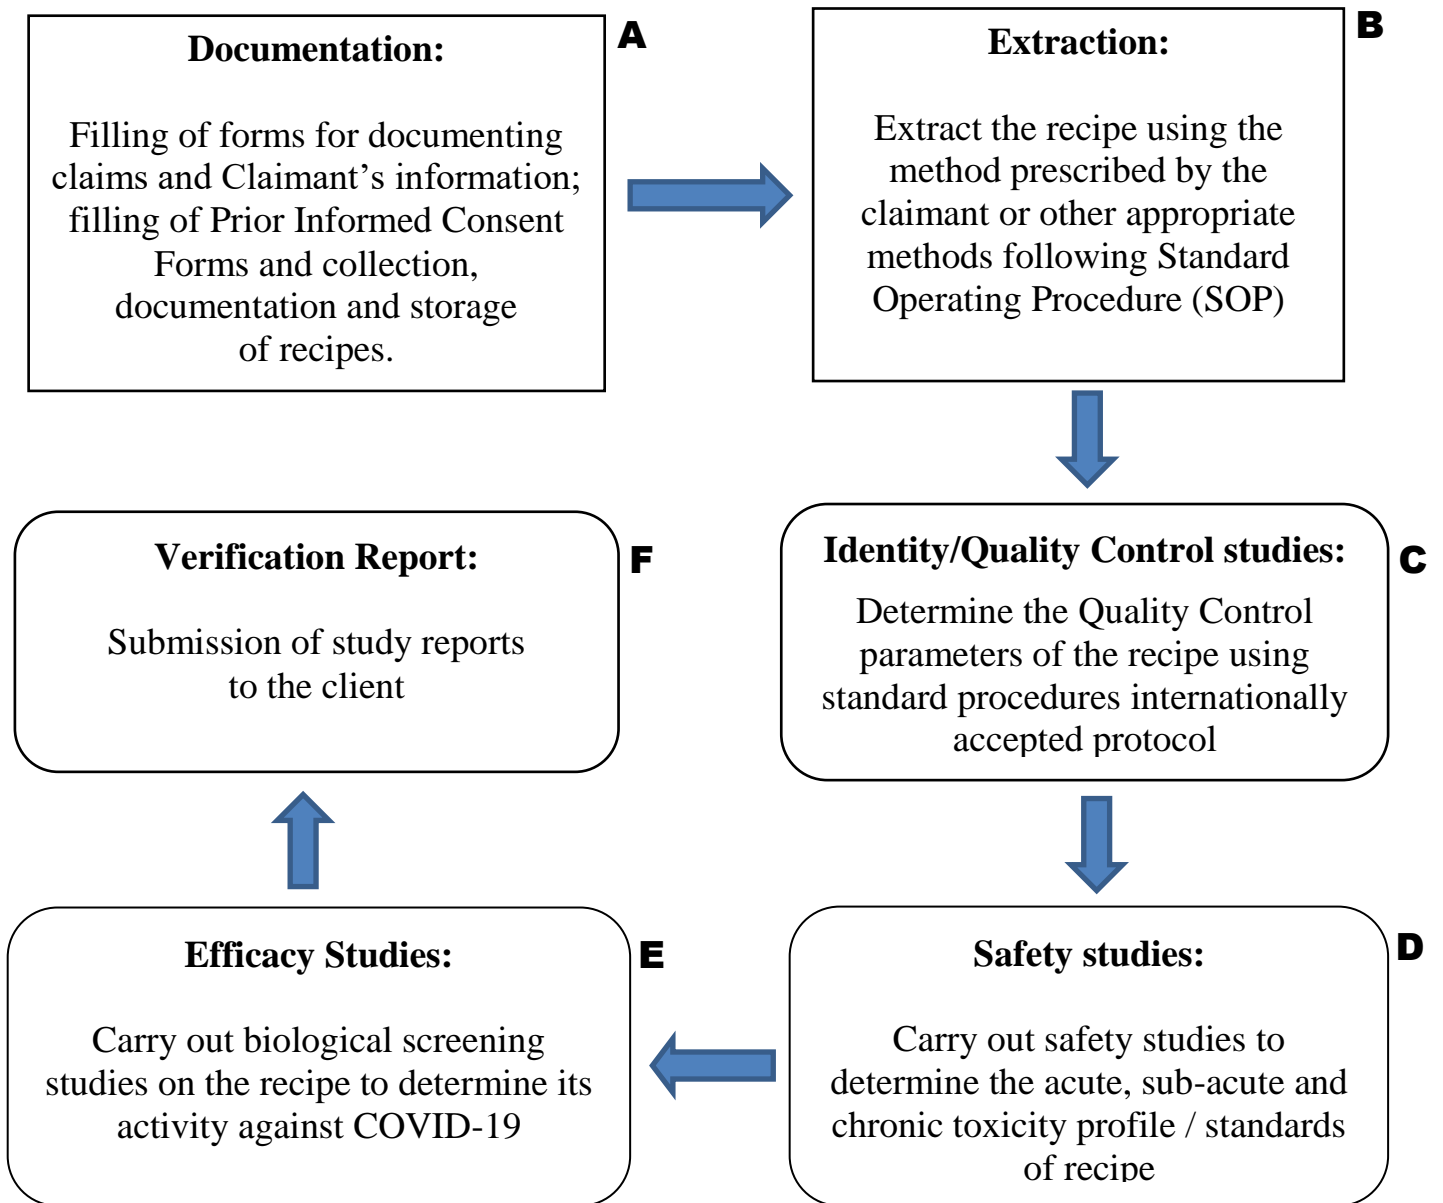 Documentation:
A
Filling of forms for documenting
claims and Claimant’s information;
filling of Prior Informed Consent
Forms and collection,
documentation and storage
of recipes.
Extraction:
B
Extract the recipe using the
method prescribed by the
claimant or other appropriate
methods following Standard
Operating Procedure (SOP)
Identity/Quality Control studies:
C
Determine the Quality Control
parameters of the recipe using
standard procedures internationally
accepted protocol
Safety studies:
D
Carry out safety studies to
determine the acute, sub-acute and
chronic toxicity profile / standards
of recipe
Efficacy Studies:
E
Carry out biological screening
studies on the recipe to determine its
activity against COVID-19
Verification Report:
F
Submission of study reports
to the client